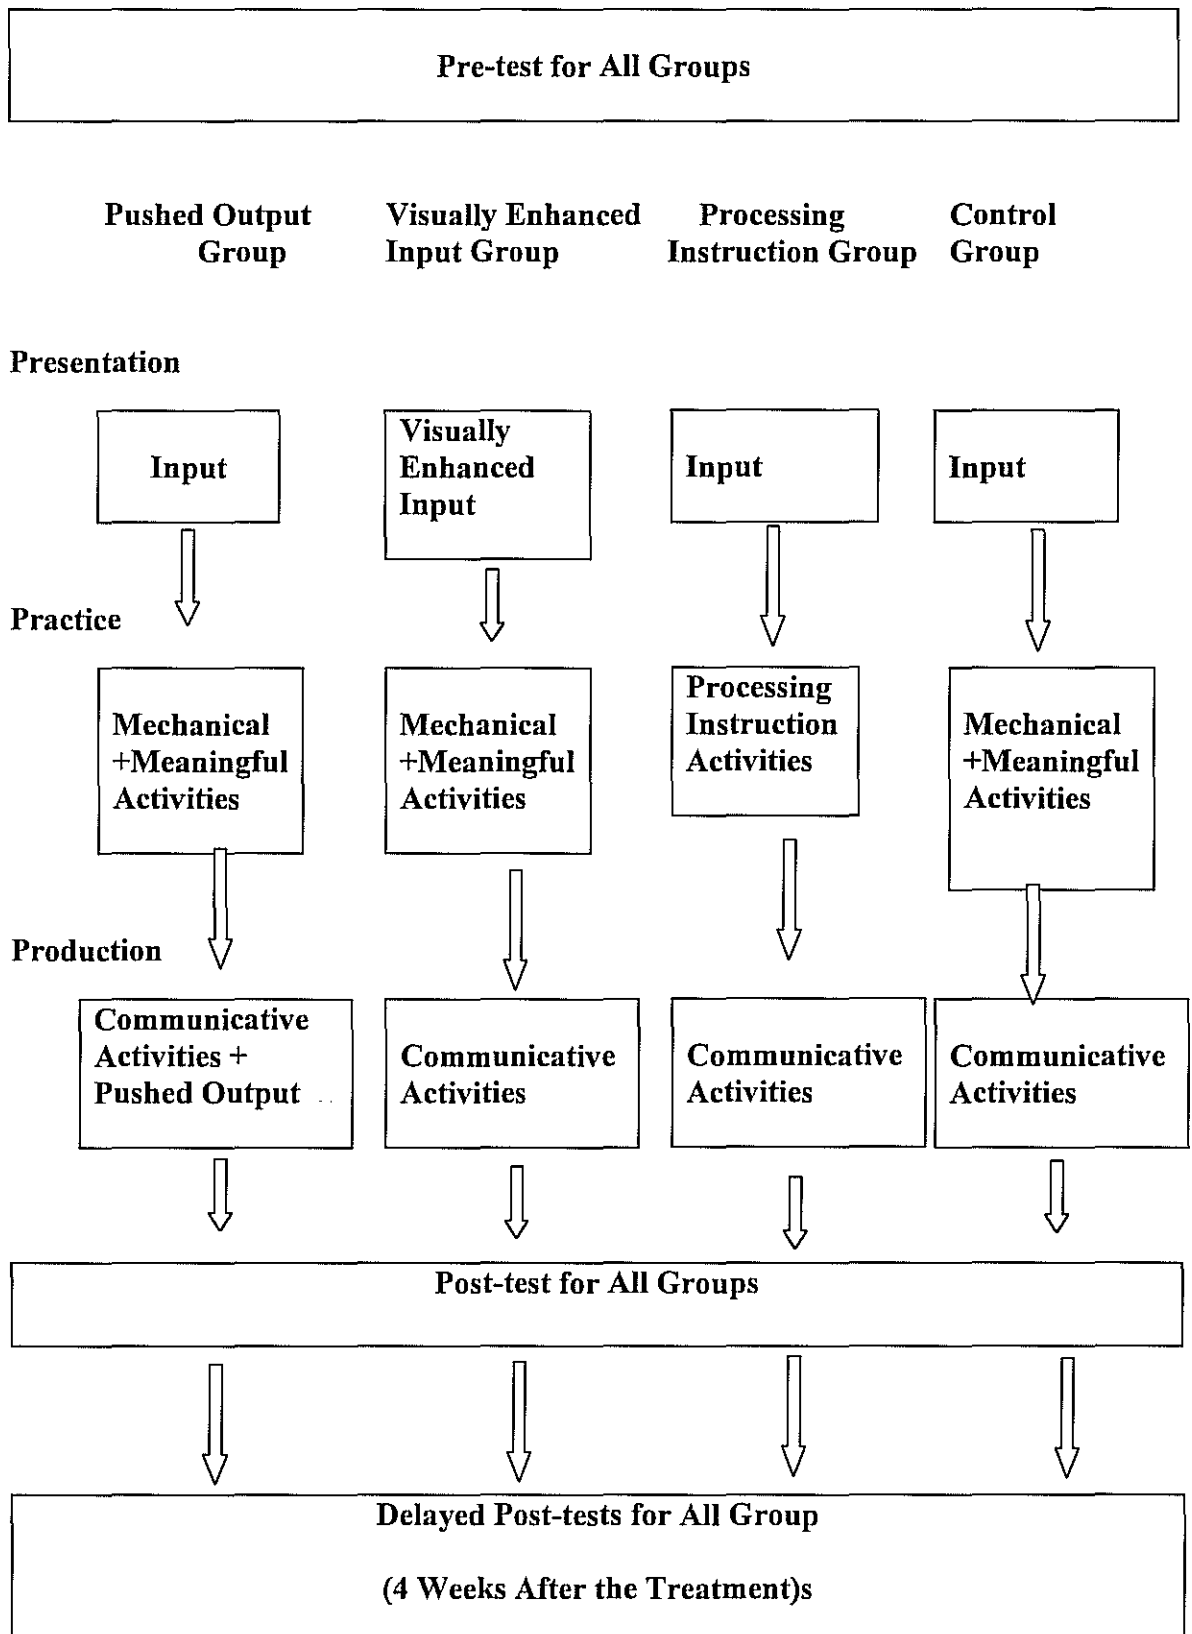 Pre-test for All Groups
Pushed Output
Group
Visually Enhanced
Input Group
Processing
Instruction Group
Control
Group
Presentation
Input
Visually
Enhanced
Input
Input
Input
Practice
Mechanical
+Meaningful
Activities
Mechanical
+Meaningful
Activities
Processing
Instruction
Activities
Mechanical
+Meaningful
Activities
Production
Communicative
Activities +
Pushed Output
Communicative
Activities
Communicative
Activities
Communicative
Activities
Post-test for All Groups
Delayed Post-tests for All Group
(4 Weeks After the Treatment)s